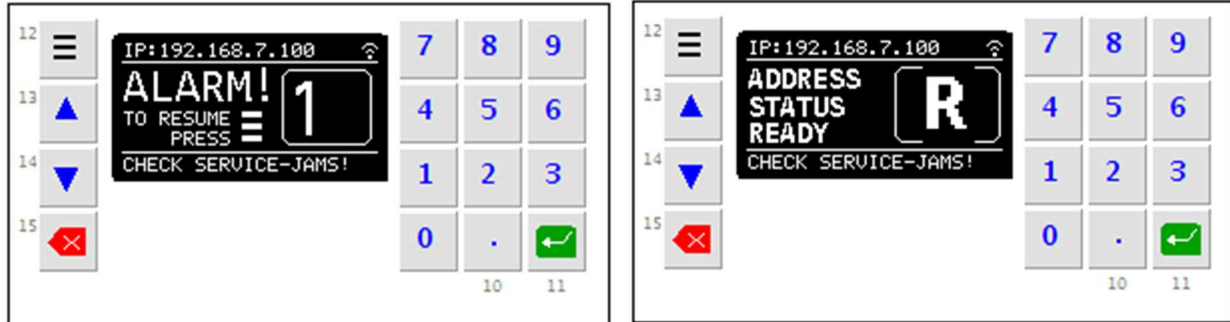 12
IP:192.168.7.100
7 8 9
13
ALARM!
1
TO RESUME
PRESS
4 5 6
14
CHECK SERVICE-JAMS!
1 2 3
15
0 .
10 11
12
IP:192.168.7.100
7 8 9
13
ADDRESS
STATUS
READY
R
4 5 6
14
CHECK SERVICE-JAMS!
1 2 3
15
0 .
10 11